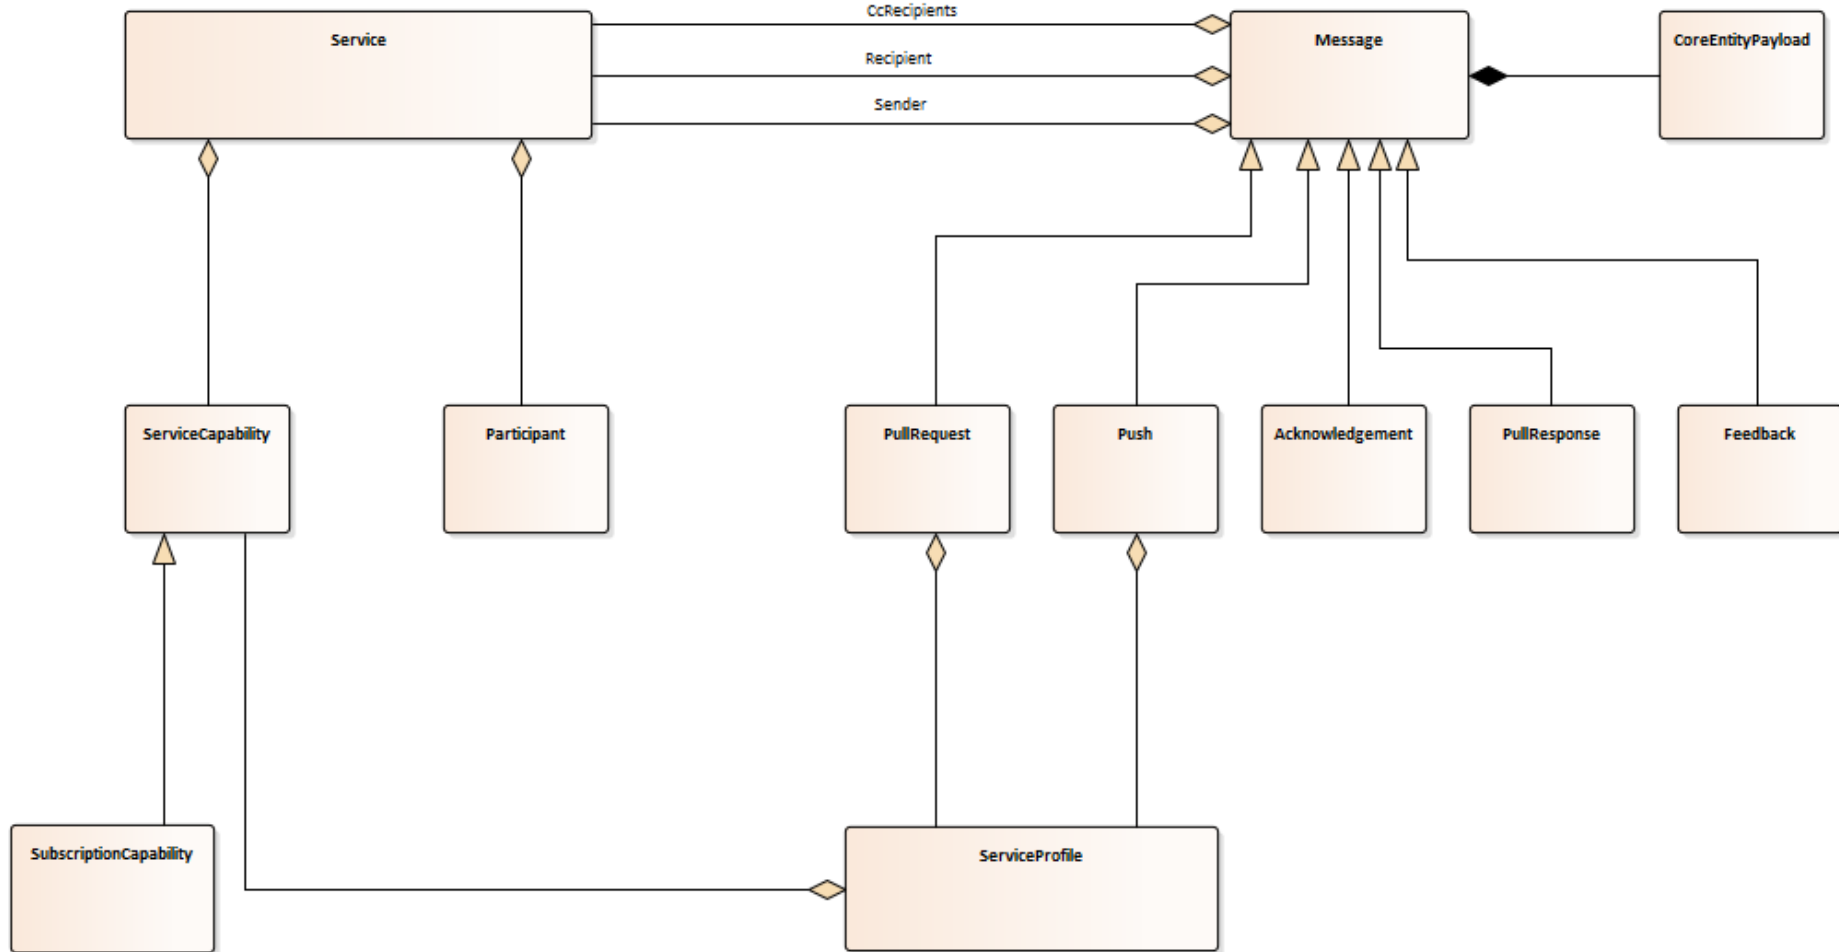 CcRecipients
Service
Message
CoreEntityPayload
Recipient
Sender
ServiceCapability
Participant
PullRequest
Push
Acknowledgement
PullResponse
Feedback
SubscriptionCapability
ServiceProfile